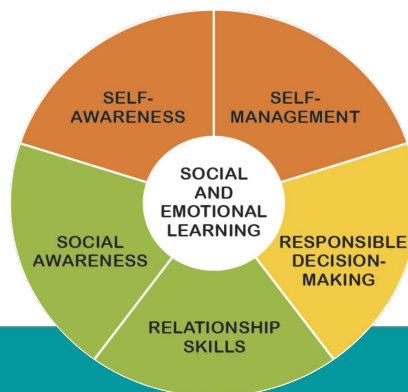 SELF-
AWARENESS
SELF-
MANAGEMENT
SOCIAL
AND
EMOTIONAL
LEARNING
SOCIAL
AWARENESS
RESPONSIBLE
DECISION-
MAKING
RELATIONSHIP
SKILLS